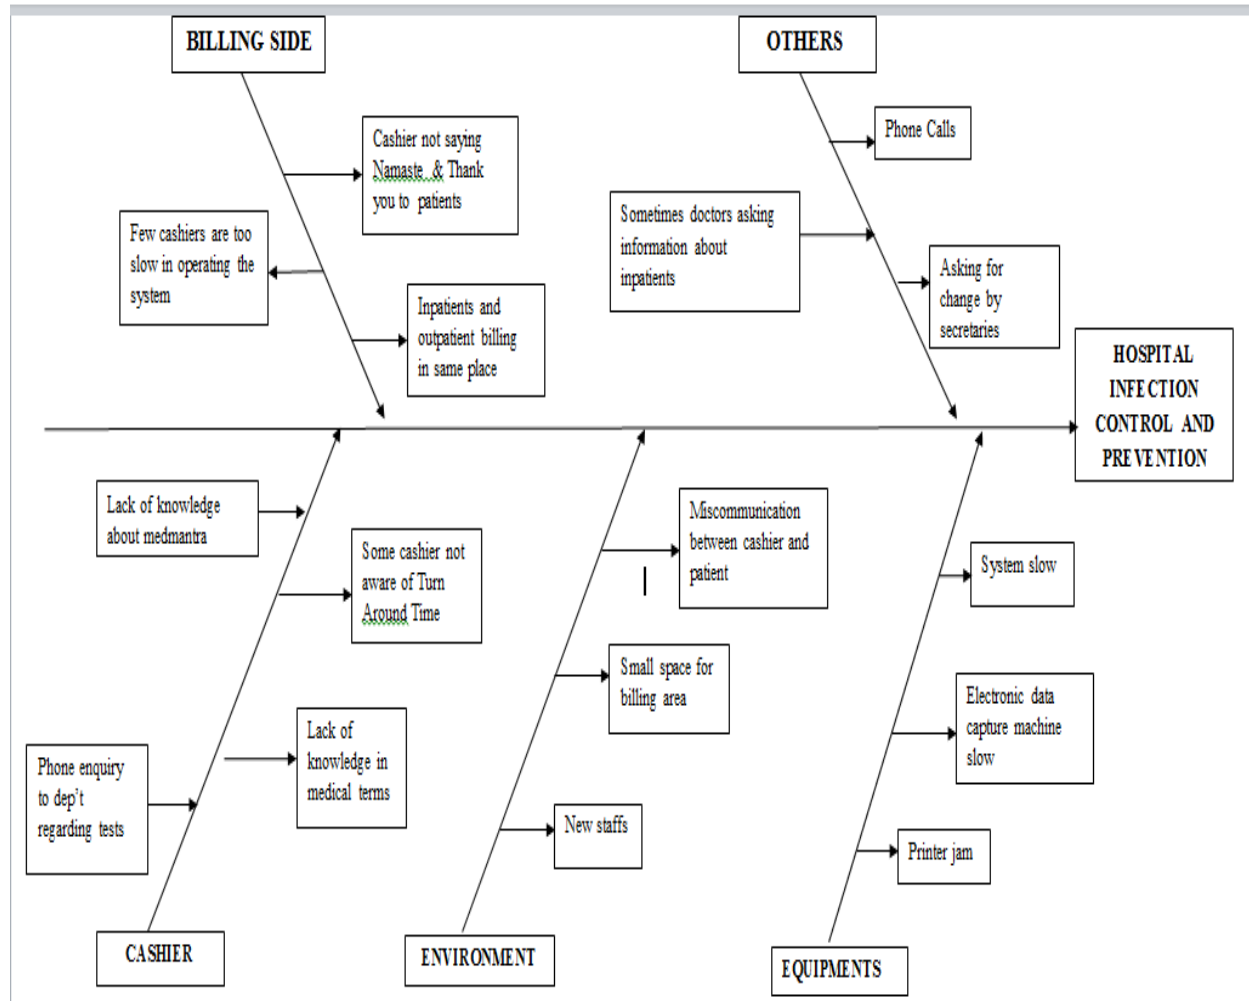 BILLING SIDE
OTHERS
Cashier not saying
Namaste & Thank
you to patients
Phone Calls
Few cashiers are too
slow in operating the
system
Sometimes doctors asking
information about
inpatients
Inpatients and
outpatient billing
in same place
Asking for
change by
secretaries
HOSPITAL
INFECTION
CONTROL AND
PREVENTION
Lack of knowledge
about medmantra
Some cashier not
aware of Turn
Around Time
Miscommunication
between cashier and
patient
System slow
Small space for
billing area
Electronic data
capture machine
slow
Lack of
knowledge in
medical terms
Phone enquiry
to dep't
regarding tests
New staffs
Printer jam
CASHIER
ENVIRONMENT
EQUIPMENTS